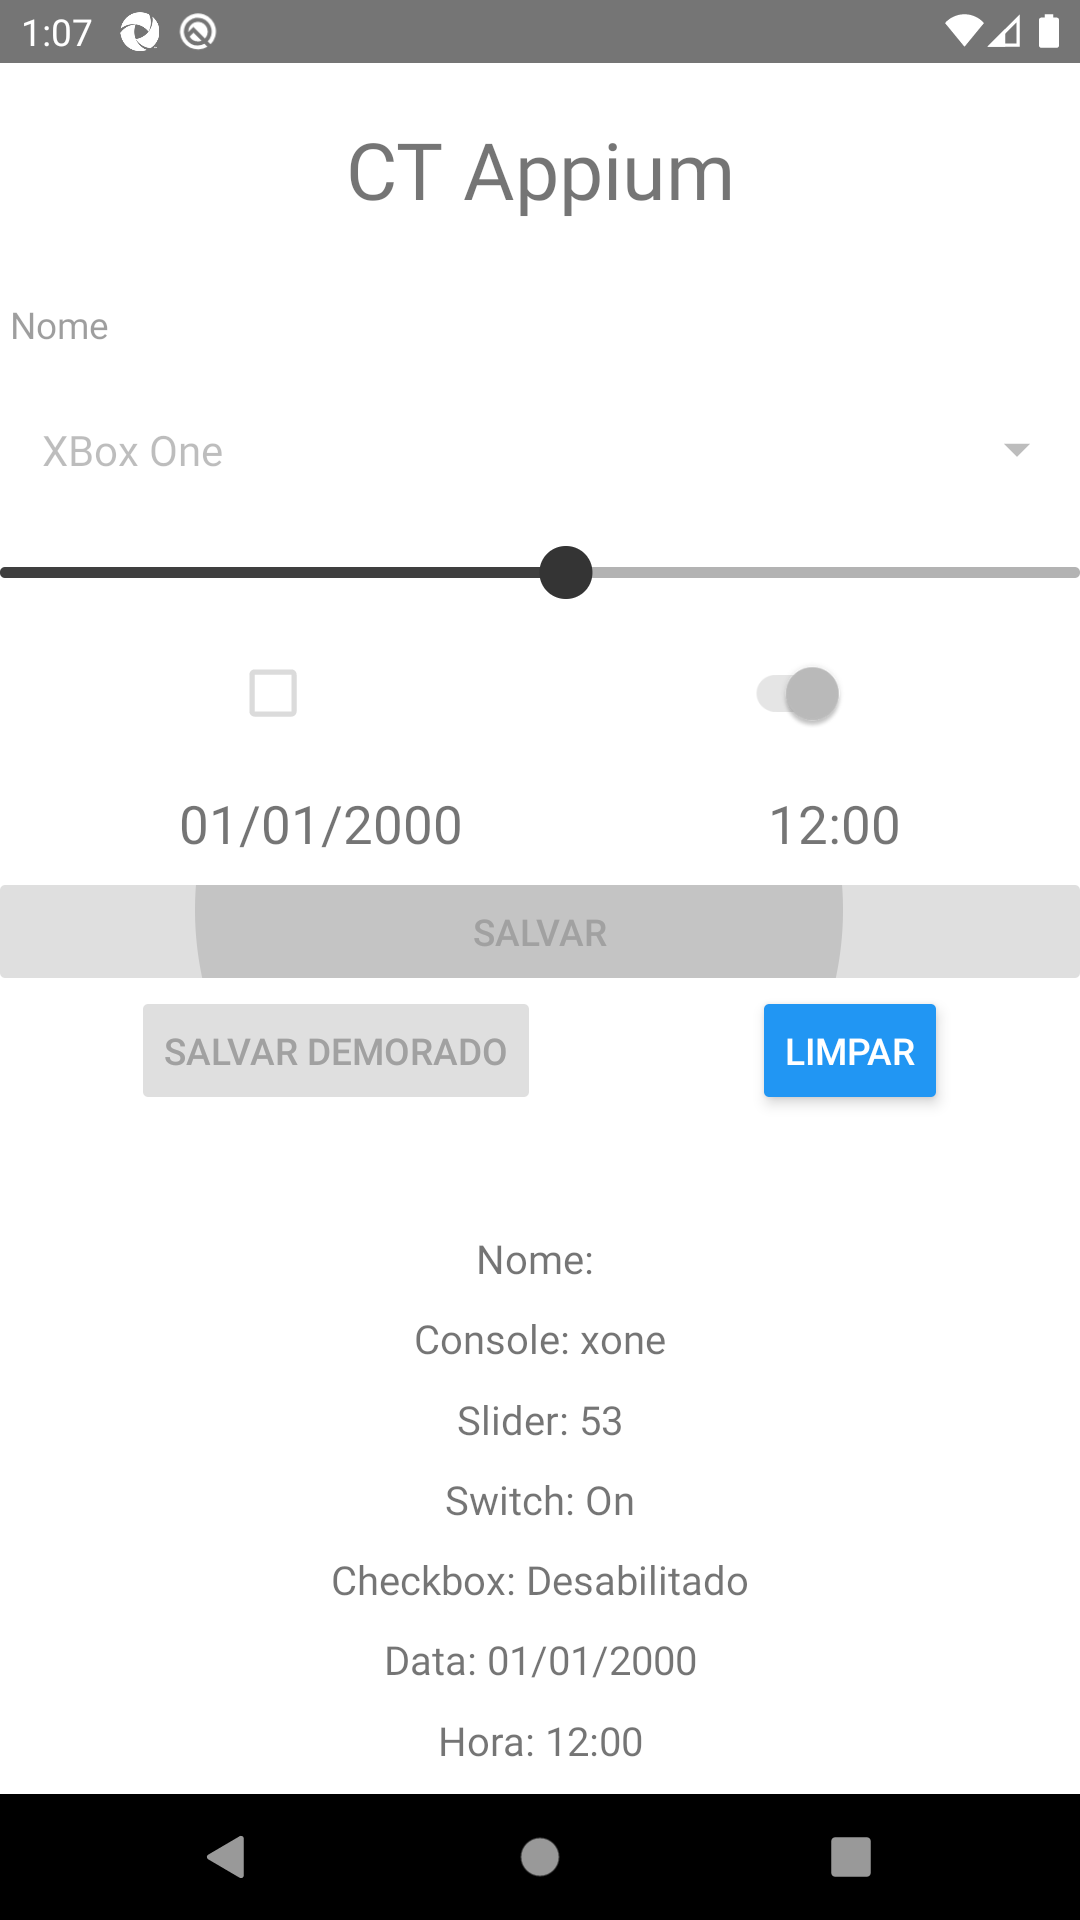 1:07
CT Appium
Nome
XBox One
01/01/2000 12:00
SALVAR
SALVAR DEMORADO LIMPAR
Nome:
Console: xone
Slider: 53
Switch: On
Checkbox: Desabilitado
Data: 01/01/2000
Hora: 12:00